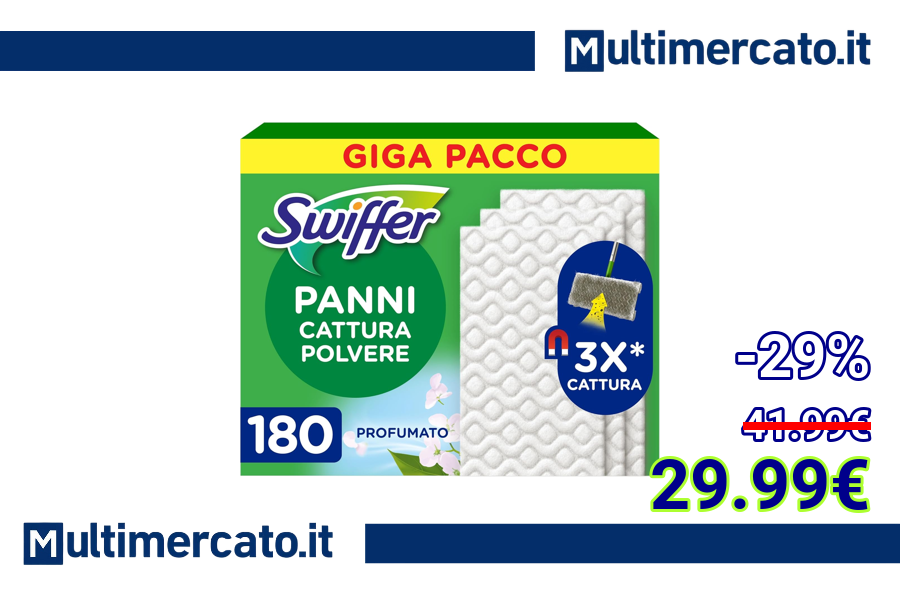 Multimercato.it
GIGA PACCO
Swiffer
PANNI
CATTURA
POLVERE
3X*
CATTURA
180
PROFUMATO
-29%
41.99€
29.99€
Multimercato.it